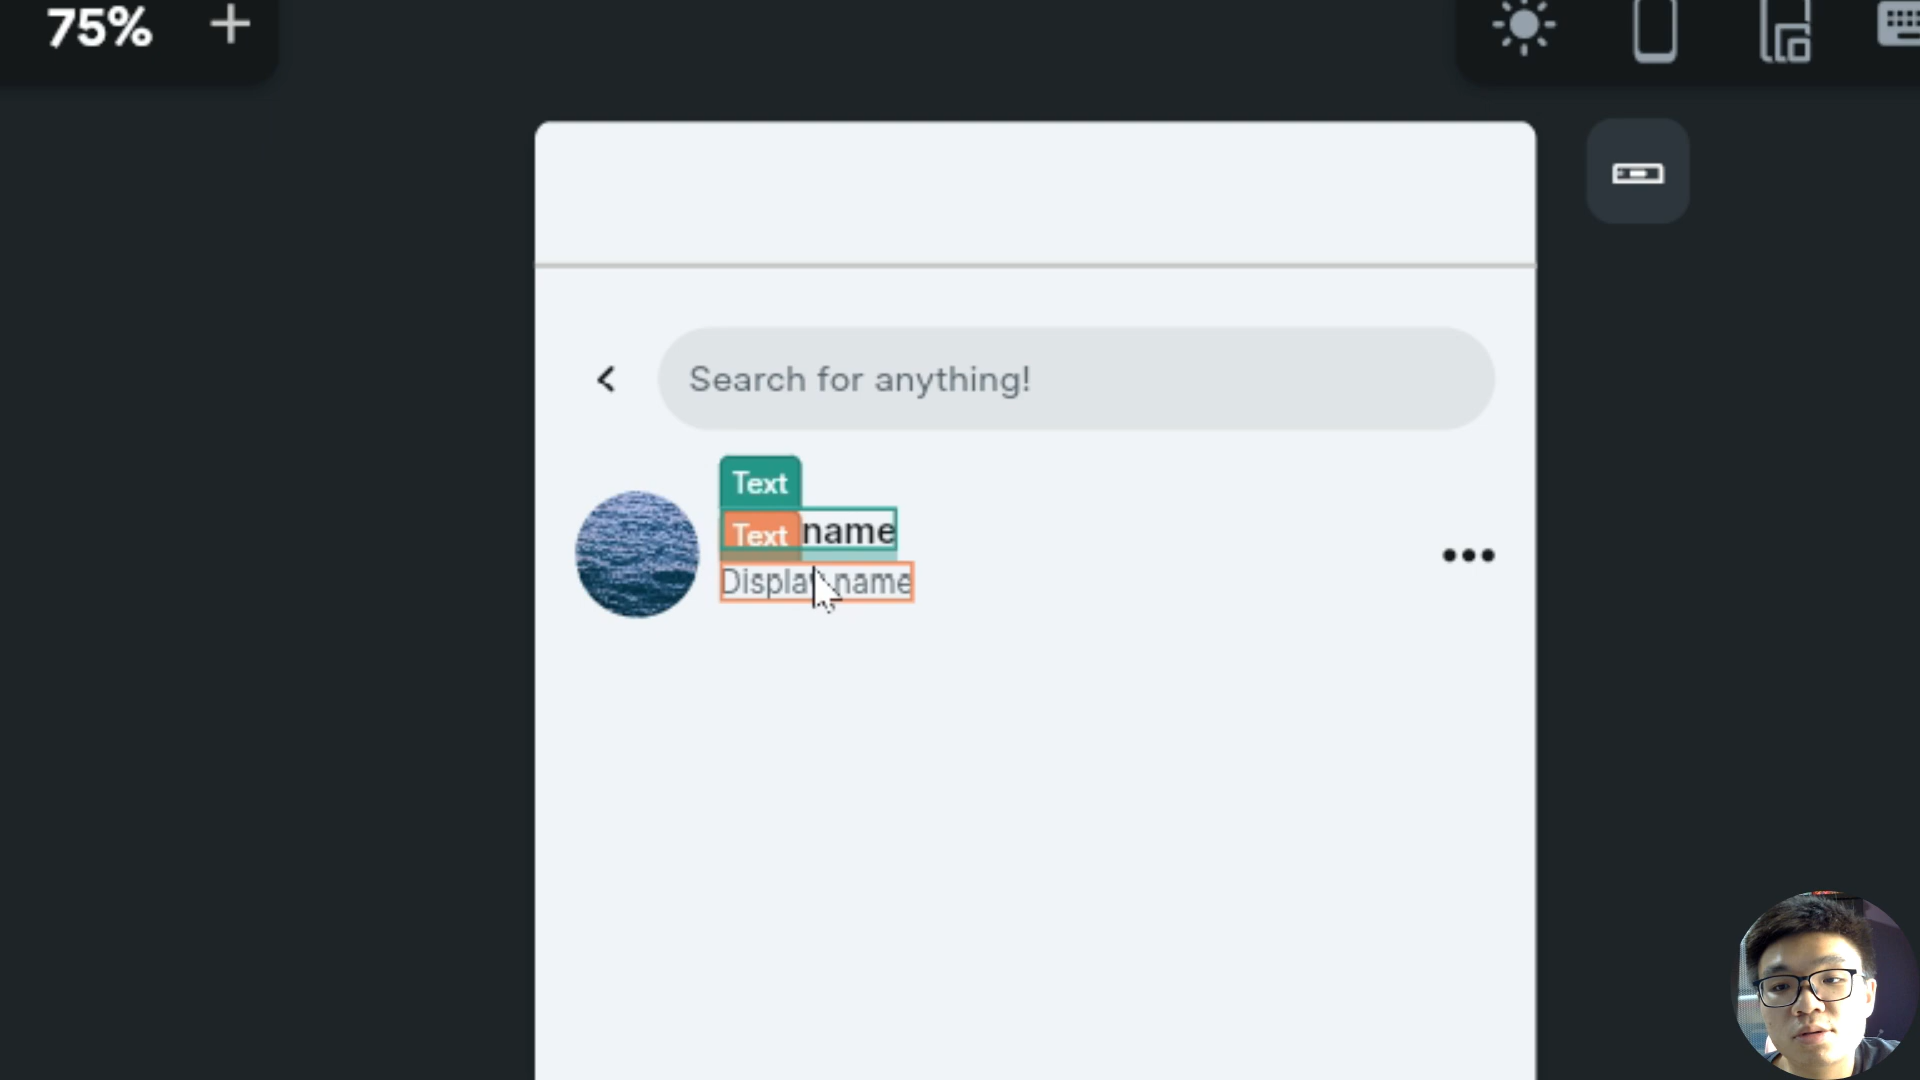 75%
Search for anything!
Text
Text name
Display name